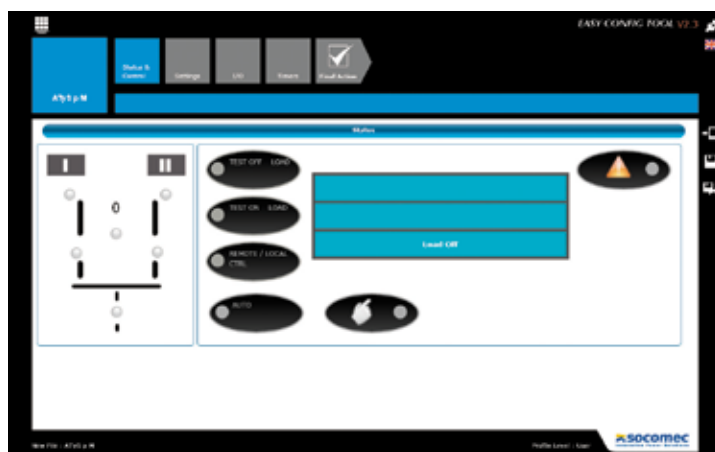 EASY CONFIG TOOL V2.3
Status &
Control
Settings
I/O
Timers
Final Action
ATyS p M
Status
I
II
0
TEST OFF LOAD
TEST ON LOAD
REMOTE / LOCAL
CTRL
AUTO
Load Off
New File - ATyS p M
Profile Level : User
socomec